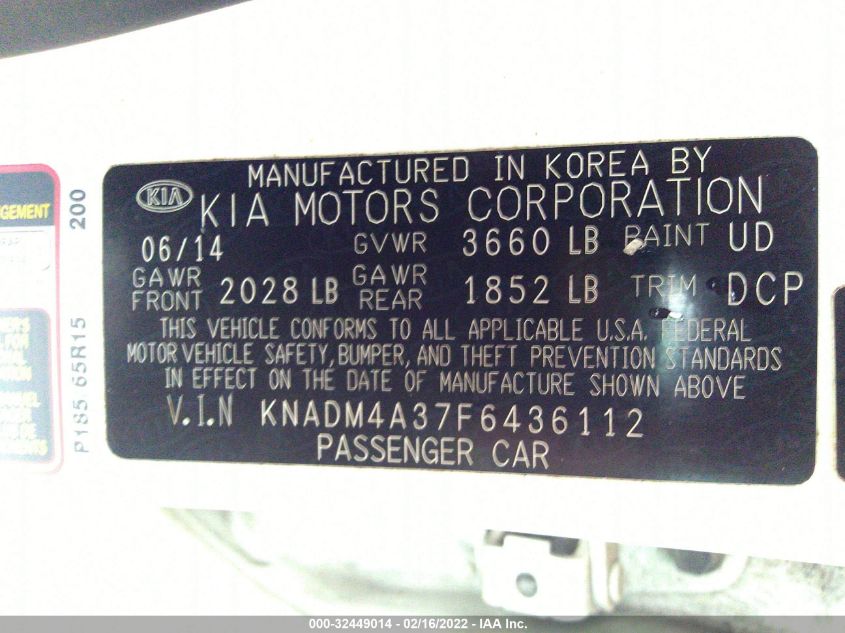 MANUFACTURED IN KOREA BY
KIA
KIA MOTORS CORPORATION
06/14 GVWR 3660 LB PAINT UD
GAWR FRONT 2028 LB GAWR REAR 1852 LB TRIM DCP
THIS VEHICLE CONFORMS TO ALL APPLICABLE U.S.A. FEDERAL
MOTOR VEHICLE SAFETY, BUMPER, AND THEFT PREVENTION STANDARDS
IN EFFECT ON THE DATE OF MANUFACTURE SHOWN ABOVE
V.I.N KNADM4A37F6436112
PASSENGER CAR
200
P185 65R15
000-32449014 - 02/16/2022 - IAA Inc.